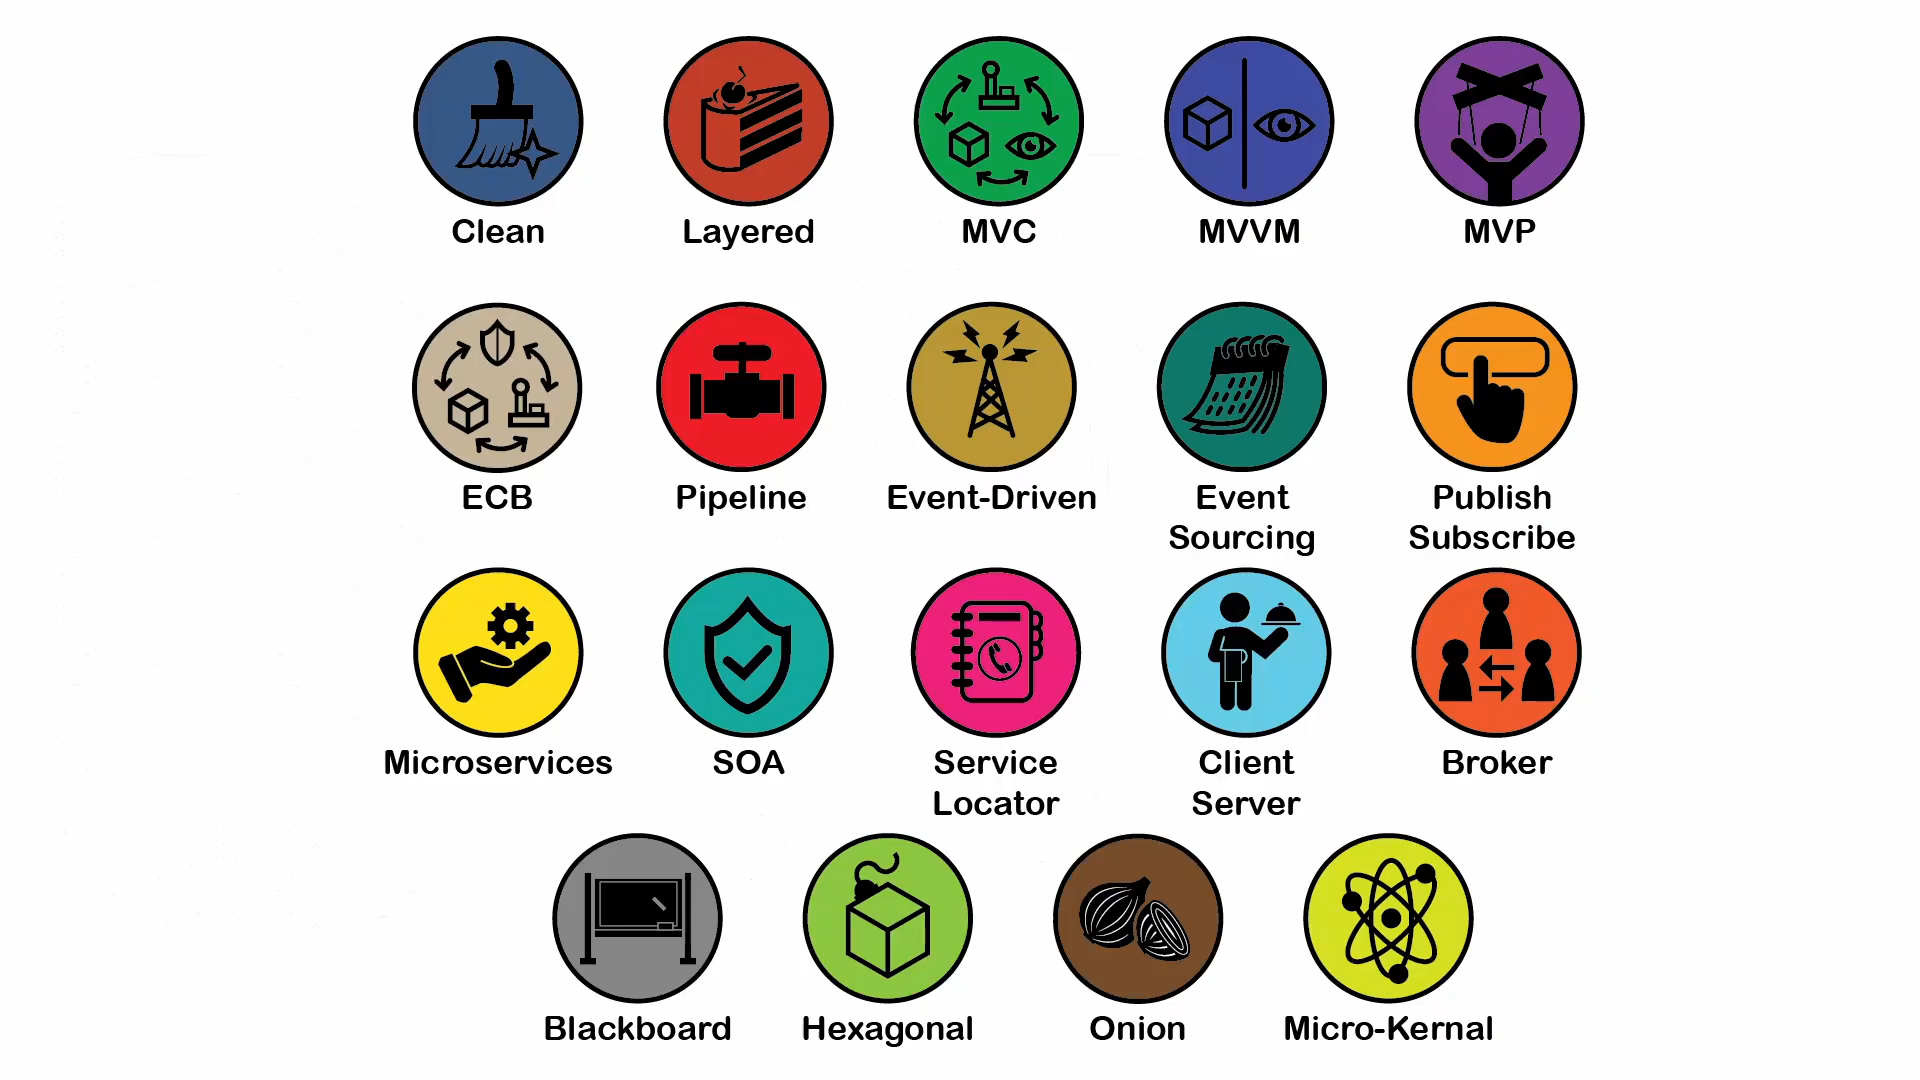 Clean
Layered
MVC
MVVM
MVP
ECB
Pipeline
Event-Driven
Event
Sourcing
Publish
Subscribe
Microservices
SOA
Service
Locator
Client
Server
Broker
Blackboard
Hexagonal
Onion
Micro-Kernal